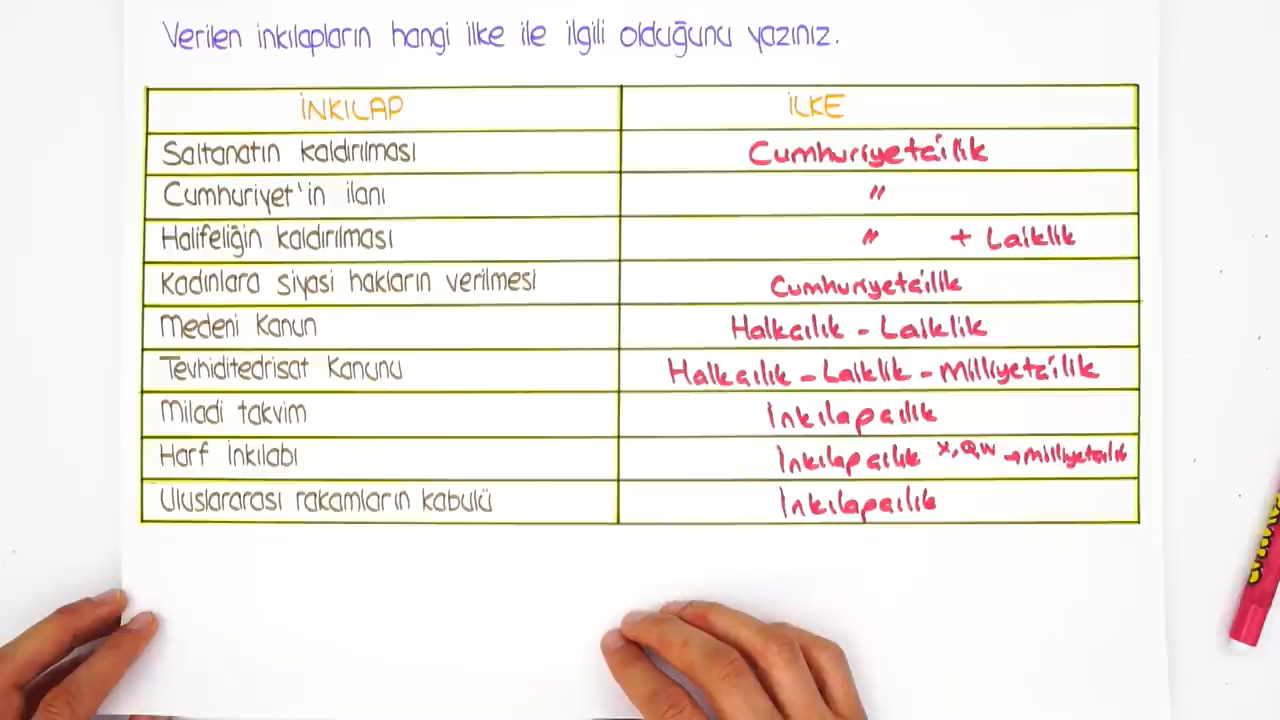 Verilen inkılapların hangi ilke ile ilgili olduğunu yazınız.
İNKILAP İLKE
Saltanatın kaldırılması Cumhuriyetçilik
Cumhuriyet'in ilanı "
Halifeliğin kaldırılması " + Laiklik
Kadınlara siyasi hakların verilmesi Cumhuriyetçilik
Medeni Kanun Halkçılık - Laiklik
Tevhiditedrisat Kanunu Halkçılık - Laiklik - Milliyetçilik
Miladi takvim İnkılapçılık
Harf İnkılabı İnkılapçılık X, Q, W → Milliyetçilik
Uluslararası rakamların kabulü İnkılapçılık